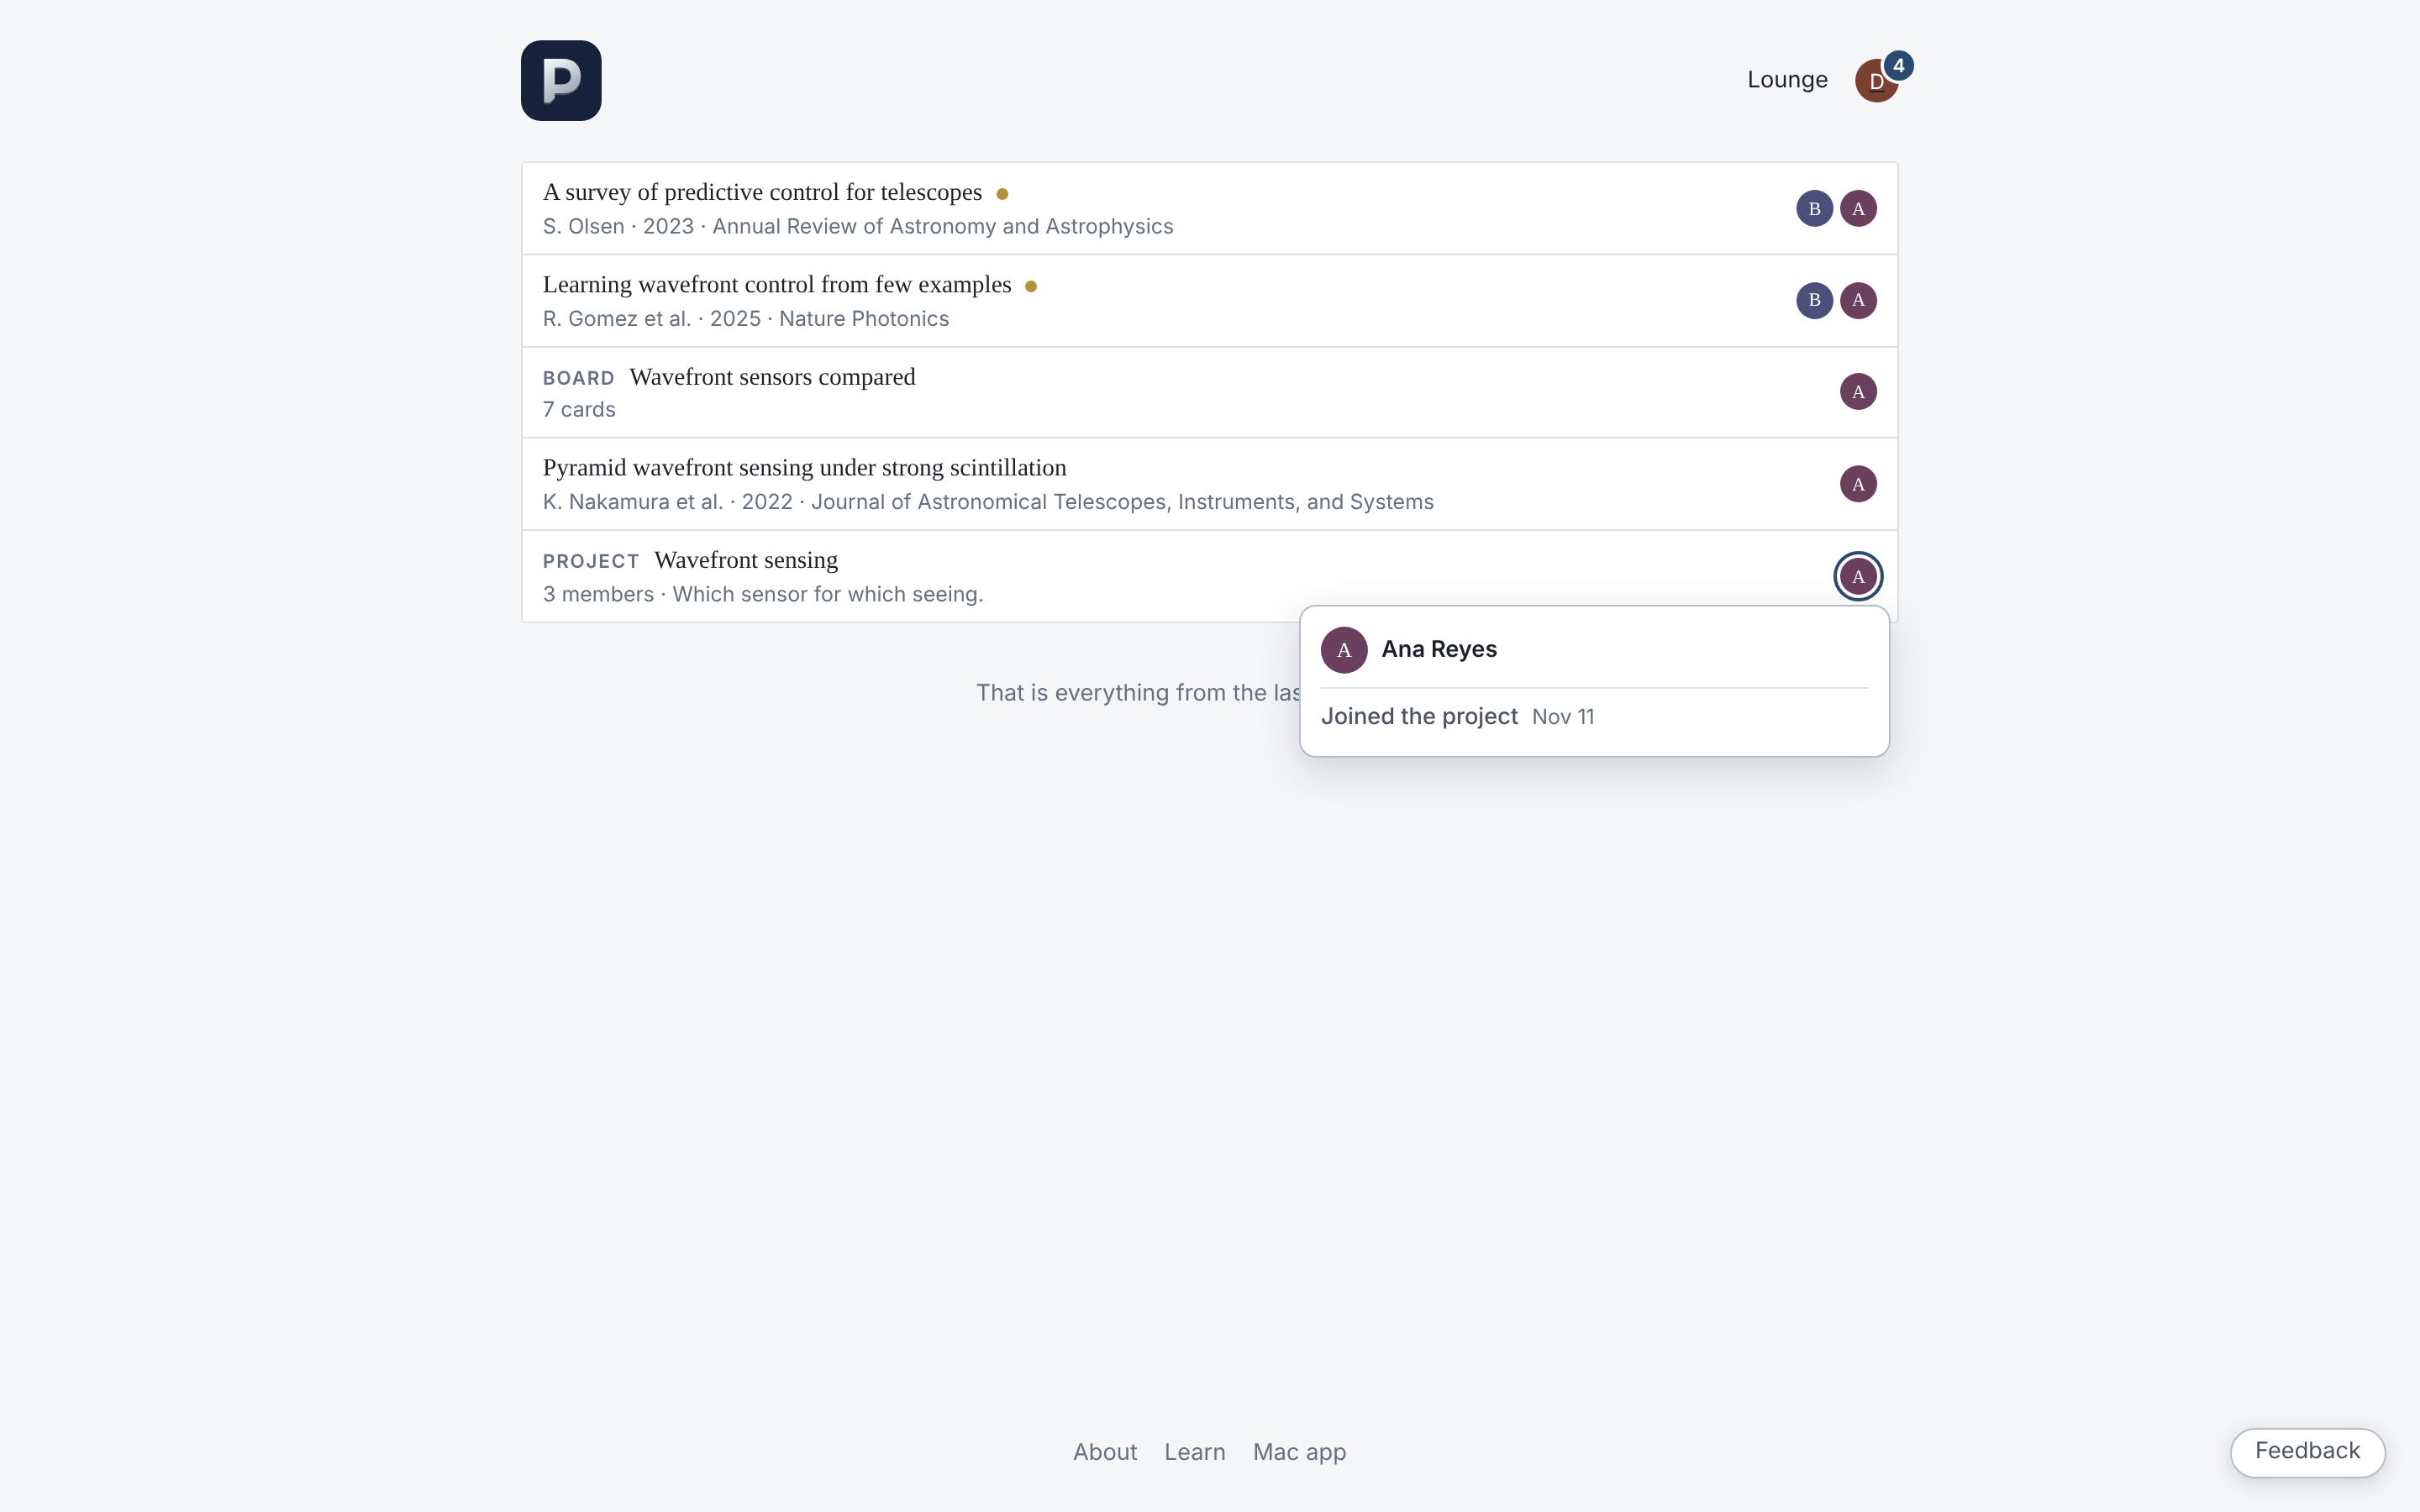 P
Lounge
D
4
A survey of predictive control for telescopes
S. Olsen · 2023 · Annual Review of Astronomy and Astrophysics
B A
Learning wavefront control from few examples
R. Gomez et al. · 2025 · Nature Photonics
B A
BOARD Wavefront sensors compared
7 cards
A
Pyramid wavefront sensing under strong scintillation
K. Nakamura et al. · 2022 · Journal of Astronomical Telescopes, Instruments, and Systems
A
PROJECT Wavefront sensing
3 members · Which sensor for which seeing.
A
That is everything from the
A Ana Reyes
Joined the project Nov 11
About Learn Mac app
Feedback